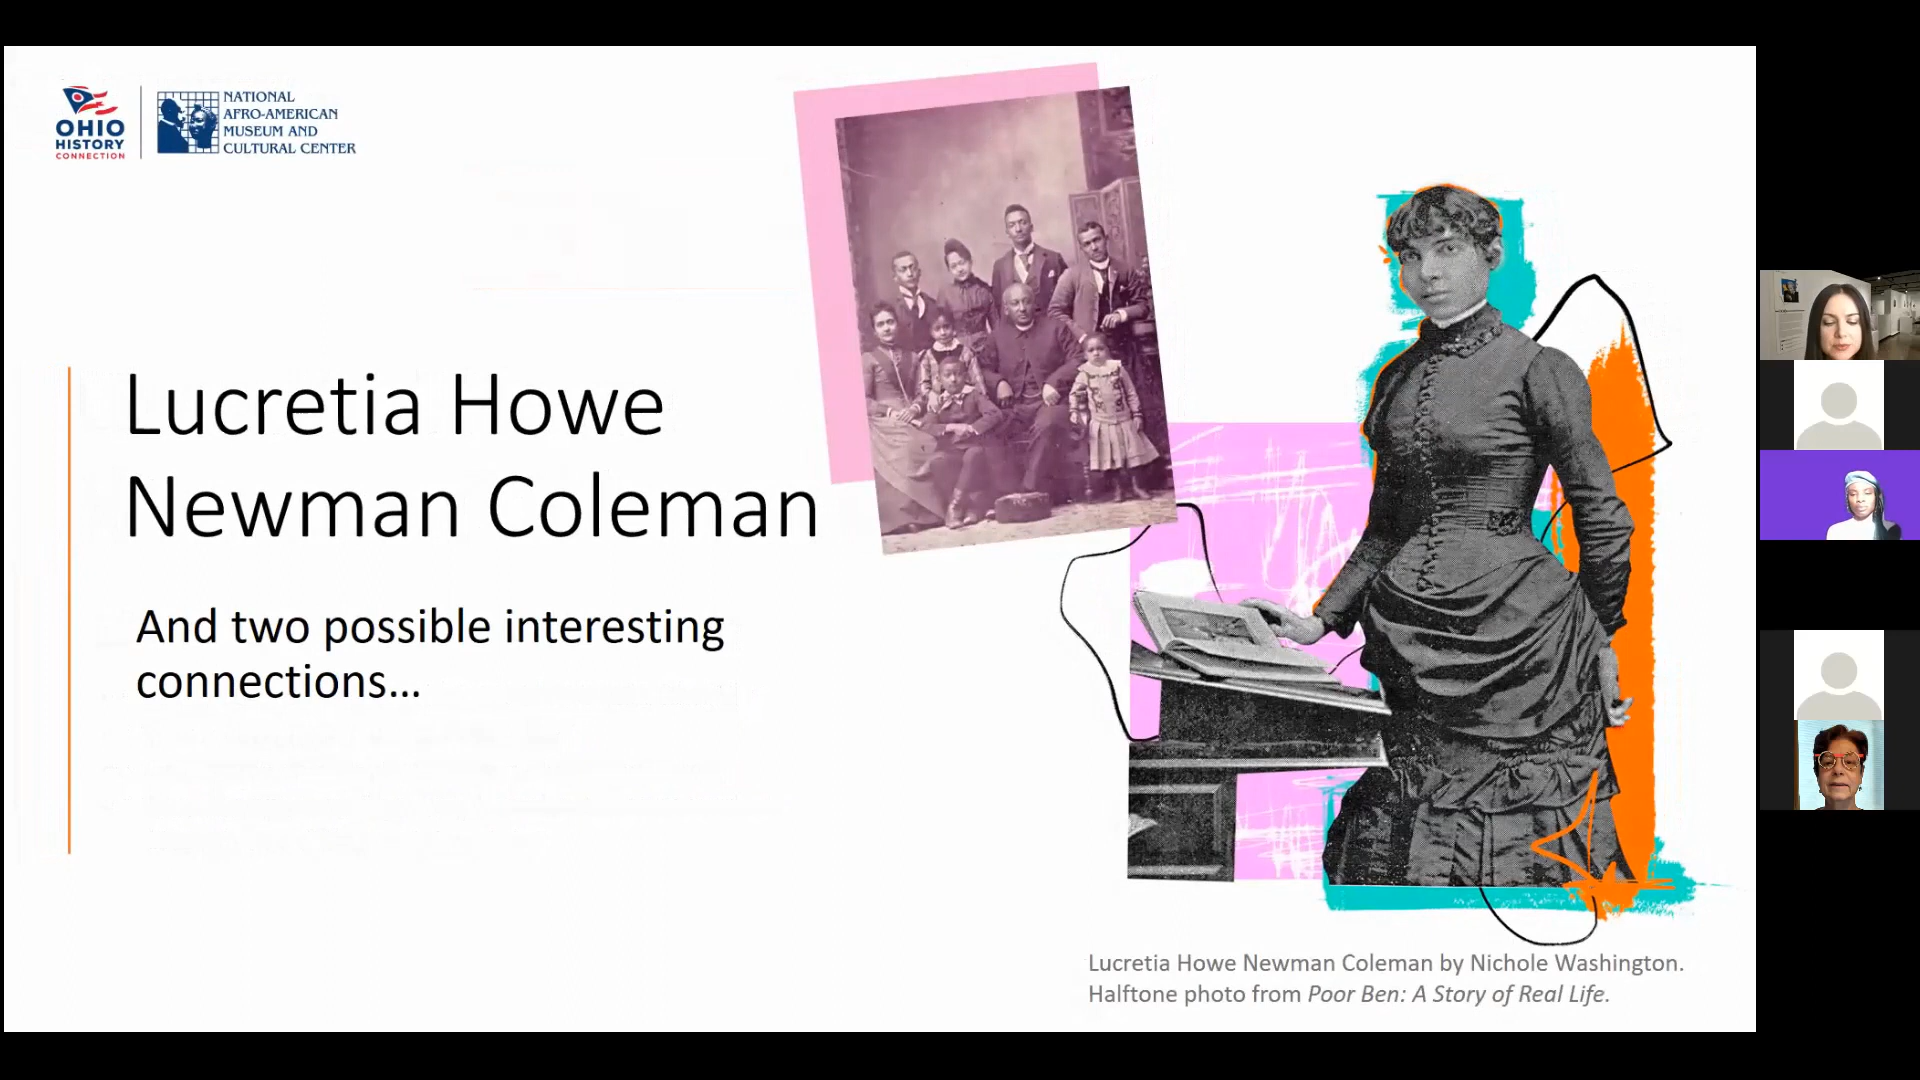 OHIO
HISTORY
CONNECTION
NATIONAL
AFRO-AMERICAN
MUSEUM AND
CULTURAL CENTER
Lucretia Howe
Newman Coleman
And two possible interesting
connections...
Lucretia Howe Newman Coleman by Nichole Washington.
Halftone photo from Poor Ben: A Story of Real Life.